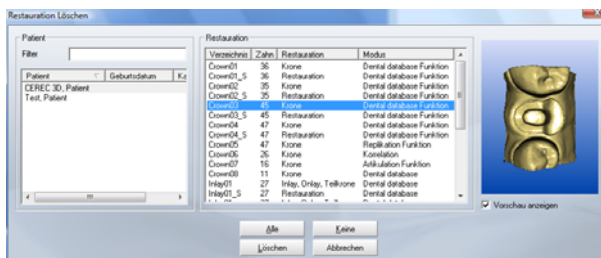 Restauration Löschen
Patient
Filter
Patient Geburtsdatum Ka
CEREC 3D, Patient
Test, Patient
Restauration
Verzeichnis Zahn Restauration Modus
Crown01 36 Krone Dental database Funktion
Crown01_S 36 Restauration Dental database Funktion
Crown02 35 Krone Dental database Funktion
Crown02_S 35 Restauration Dental database Funktion
Crown03 45 Krone Dental database Funktion
Crown03_S 45 Restauration Dental database Funktion
Crown04 47 Krone Dental database Funktion
Crown04_S 47 Restauration Dental database Funktion
Crown05 47 Krone Replikation Funktion
Crown06 26 Krone Korrelation
Crown07 16 Krone Artikulation Funktion
Crown08 11 Krone Dental database
Inlay01 27 Inlay, Onlay, Teilkrone Dental database
Inlay01_S 27 Restauration Dental database
Vorschau anzeigen
Alle Keine
Löschen Abbrechen